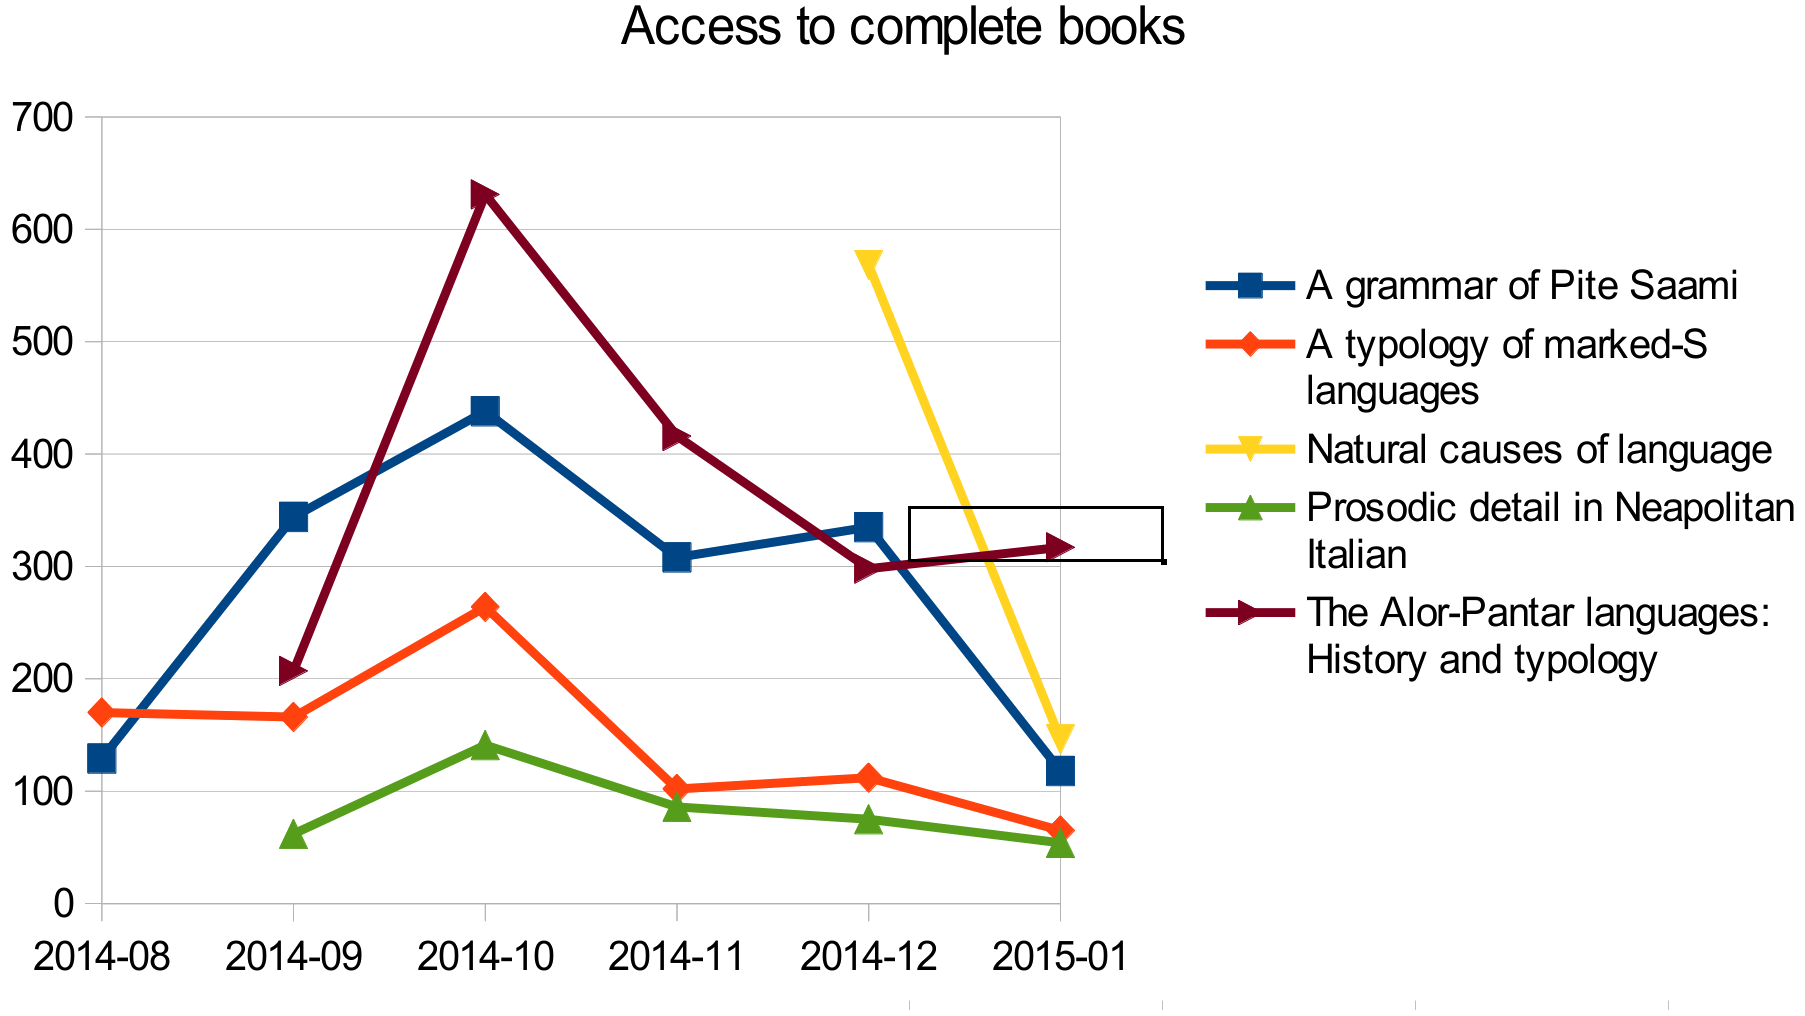 Access to complete books
700
600
500
400
300
200
100
0
2014-08 2014-09 2014-10 2014-11 2014-12 2015-01
A grammar of Pite Saami
A typology of marked-S
languages
Natural causes of language
Prosodic detail in Neapolitan
Italian
The Alor-Pantar languages:
History and typology